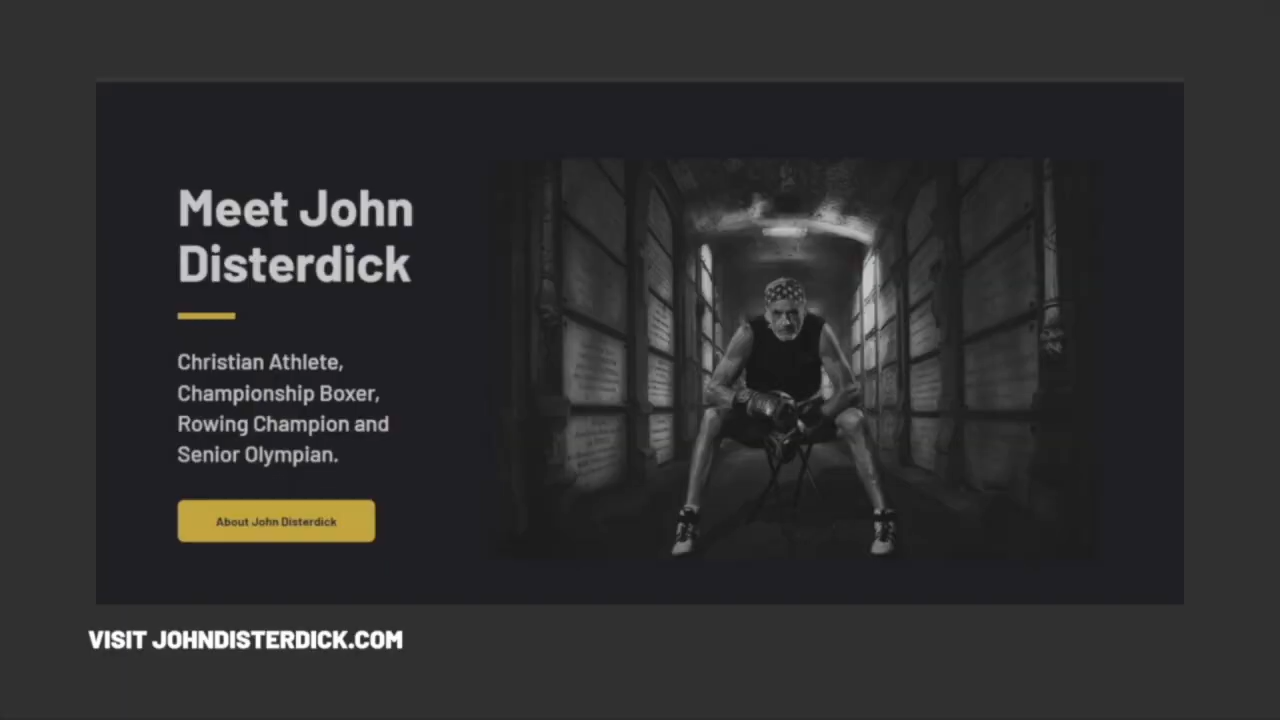 Meet John
Disterdick
Christian Athlete,
Championship Boxer,
Rowing Champion and
Senior Olympian.
About John Disterdick
VISIT JOHNDISTERDICK.COM